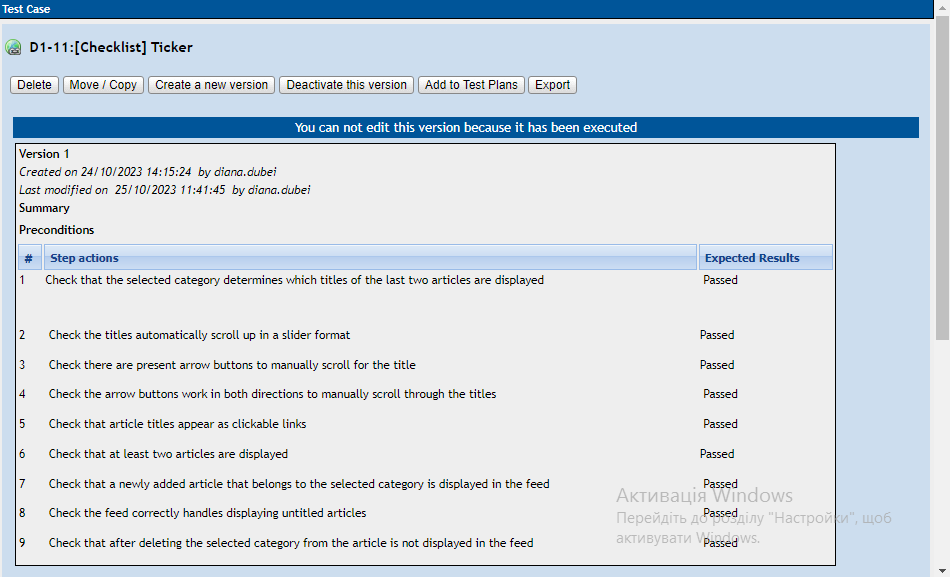 Test Case
D1-11:[Checklist] Ticker
Delete Move / Copy Create a new version Deactivate this version Add to Test Plans Export
You can not edit this version because it has been executed
Version 1
Created on 24/10/2023 14:15:24 by diana.dubei
Last modified on 25/10/2023 11:41:45 by diana.dubei
Summary
Preconditions
# Step actions Expected Results
1 Check that the selected category determines which titles of the last two articles are displayed Passed
2 Check the titles automatically scroll up in a slider format Passed
3 Check there are present arrow buttons to manually scroll for the title Passed
4 Check the arrow buttons work in both directions to manually scroll through the titles Passed
5 Check that article titles appear as clickable links Passed
6 Check that at least two articles are displayed Passed
7 Check that a newly added article that belongs to the selected category is displayed in the feed Passed
8 Check the feed correctly handles displaying untitled articles Passed
9 Check that after deleting the selected category from the article is not displayed in the feed Passed
Активація Windows
Перейдіть до розділу "Настройки", щоб
активувати Windows.